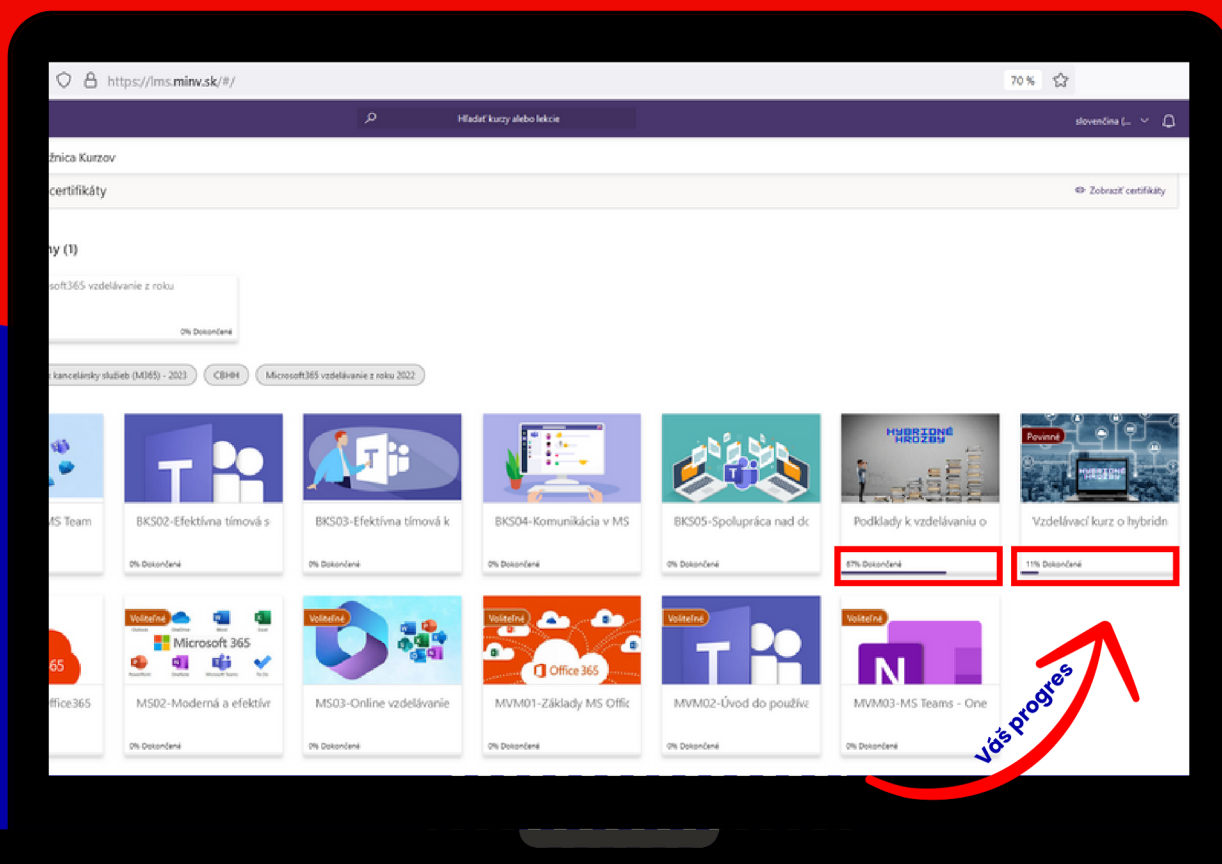 https://lms.minv.sk/#/
70 %
Hľadať kurzy alebo lekcie
slovenčina (...
žnica Kurzov
certifikáty
Zobraziť certifikáty
ny (1)
soft365 vzdelávanie z roku
0% Dokončené
kancelársky služieb (M365) - 2023
CBHH
Microsoft365 vzdelávanie z roku 2022
T
T
T
HYBRIDNÉ
HROZBY
Povinné
HYBRIDNÉ
HROZBY
MS Team
BKS02-Efektívna tímová s
BKS03-Efektívna tímová k
BKS04-Komunikácia v MS
BKS05-Spolupráca nad do
Podklady k vzdelávaniu o
Vzdelávací kurz o hybridn
0% Dokončené
0% Dokončené
0% Dokončené
0% Dokončené
67% Dokončené
11% Dokončené
65
Voliteľné
Microsoft 365
Voliteľné
Voliteľné
Office 365
Voliteľné
T
Voliteľné
N
ffice365
MS02-Moderná a efektívr
MS03-Online vzdelávanie
MVM01-Základy MS Offic
MVM02-Úvod do používa
MVM03-MS Teams - One
0% Dokončené
0% Dokončené
0% Dokončené
0% Dokončené
0% Dokončené
Váš progres